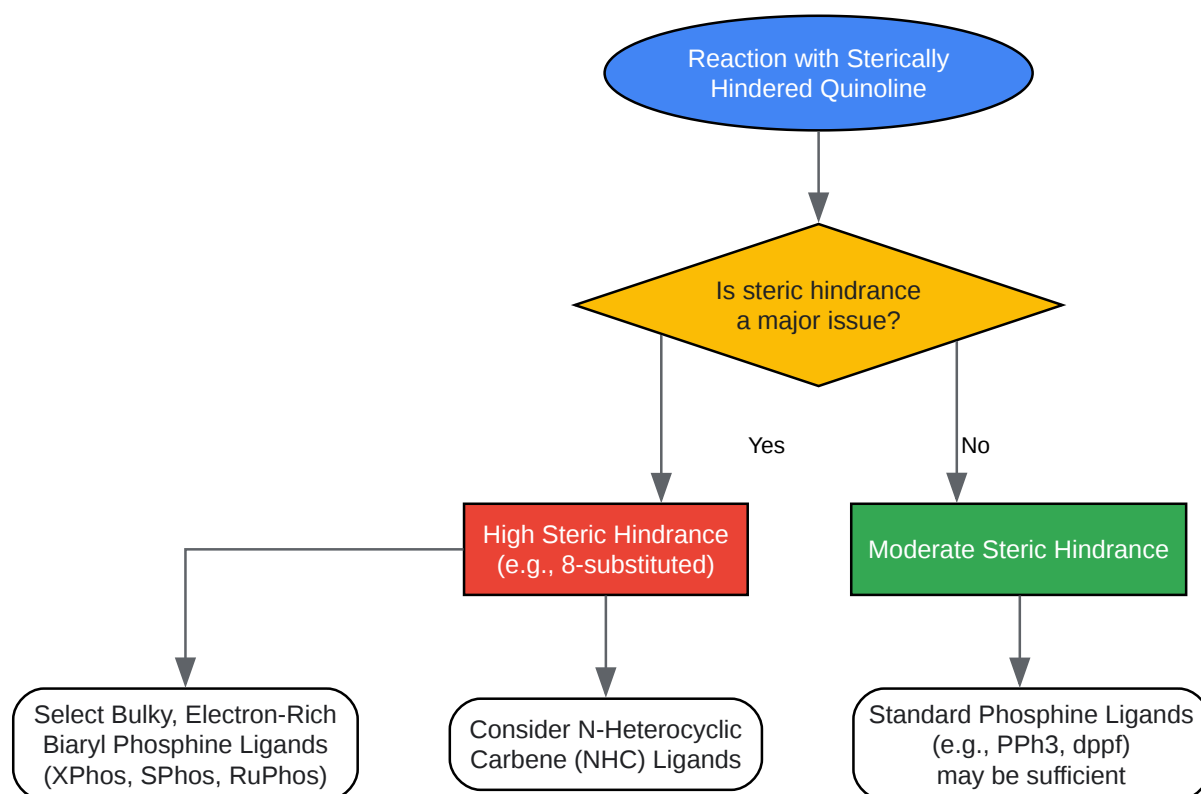 Reaction with Sterically
Hindered Quinoline
Is steric hindrance
a major issue?
Yes
No
High Steric Hindrance
(e.g., 8-substituted)
Moderate Steric Hindrance
Select Bulky, Electron-Rich
Biaryl Phosphine Ligands
(XPhos, SPhos, RuPhos)
Consider N-Heterocyclic
Carbene (NHC) Ligands
Standard Phosphine Ligands
(e.g., PPh3, dppf)
may be sufficient